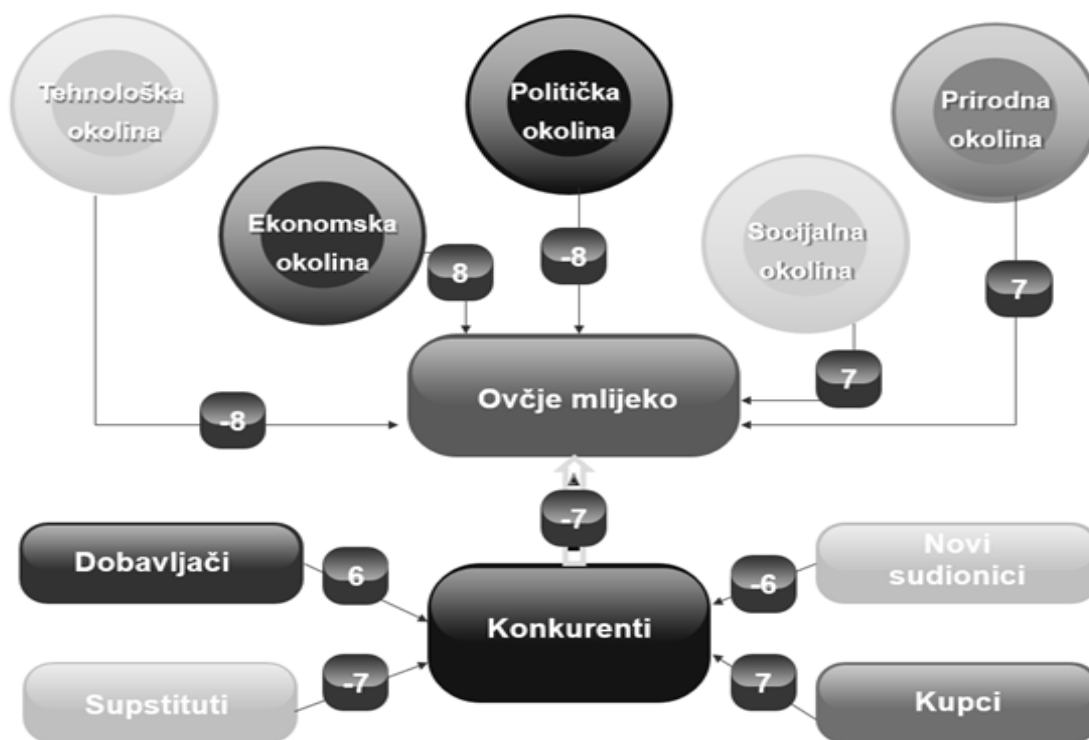 Tehnološka
okolina
Politička
okolina
Prirodna
okolina
Ekonomska
okolina
Socijalna
okolina
8
-8
7
7
-8
Ovčje mlijeko
-7
Dobavljači
6
Novi
sudionici
-6
Konkurenti
Supstituti
-7
7
Kupci